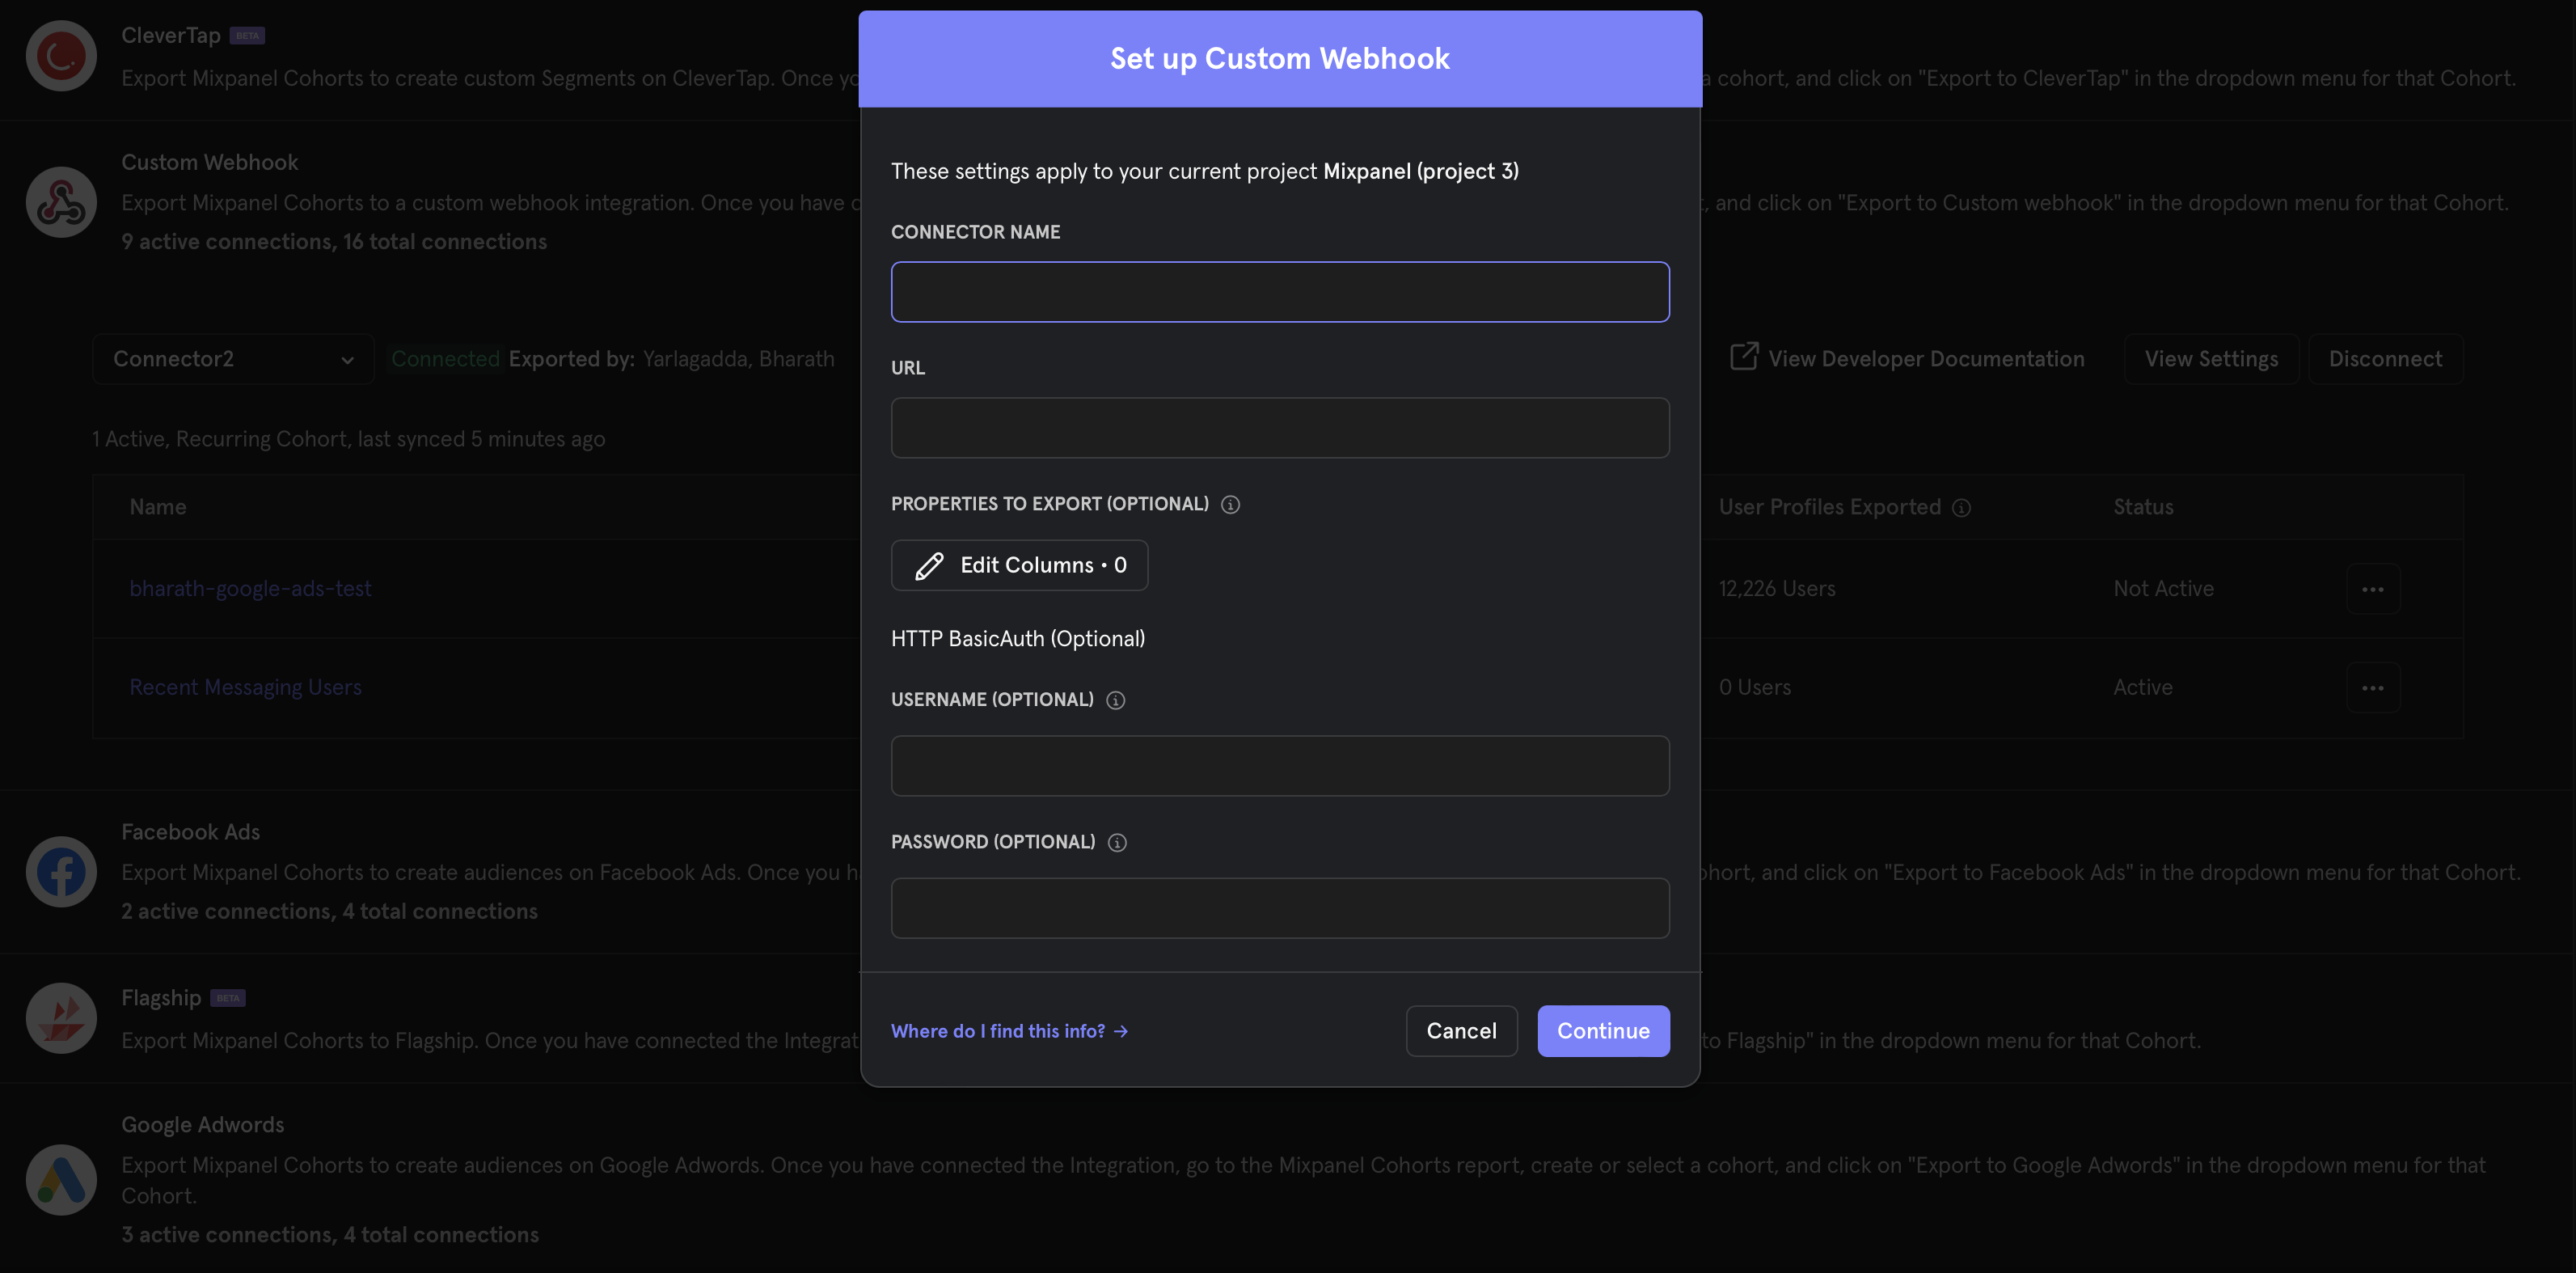 CleverTap BETA
Export Mixpanel Cohorts to create custom Segments on CleverTap. Once yo
a cohort, and click on "Export to CleverTap" in the dropdown menu for that Cohort.
Custom Webhook
Export Mixpanel Cohorts to a custom webhook integration. Once you have c
, and click on "Export to Custom webhook" in the dropdown menu for that Cohort.
9 active connections, 16 total connections
Connector2
Connected Exported by: Yarlagadda, Bharath
View Developer Documentation
View Settings
Disconnect
1 Active, Recurring Cohort, last synced 5 minutes ago
Name
User Profiles Exported
Status
bharath-google-ads-test
12,226 Users
Not Active
Recent Messaging Users
0 Users
Active
Facebook Ads
Export Mixpanel Cohorts to create audiences on Facebook Ads. Once you h
ohort, and click on "Export to Facebook Ads" in the dropdown menu for that Cohort.
2 active connections, 4 total connections
Flagship BETA
Export Mixpanel Cohorts to Flagship. Once you have connected the Integrat
to Flagship" in the dropdown menu for that Cohort.
Google Adwords
Export Mixpanel Cohorts to create audiences on Google Adwords. Once you have connected the Integration, go to the Mixpanel Cohorts report, create or select a cohort, and click on "Export to Google Adwords" in the dropdown menu for that
Cohort.
3 active connections, 4 total connections
Set up Custom Webhook
These settings apply to your current project Mixpanel (project 3)
CONNECTOR NAME
URL
PROPERTIES TO EXPORT (OPTIONAL)
Edit Columns • 0
HTTP BasicAuth (Optional)
USERNAME (OPTIONAL)
PASSWORD (OPTIONAL)
Where do I find this info? →
Cancel
Continue